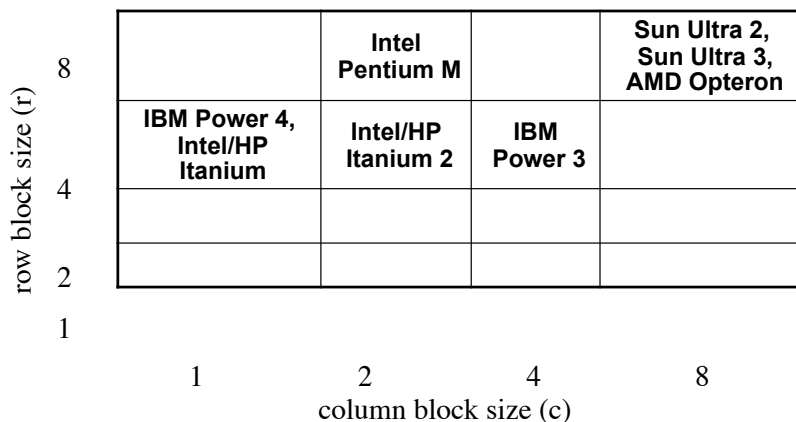 Intel
Pentium M
Sun Ultra 2,
Sun Ultra 3,
AMD Opteron
8
IBM Power 4,
Intel/HP
Itanium
Intel/HP
Itanium 2
IBM
Power 3
4
2
1
row block size (r)
1 2 4 8
column block size (c)